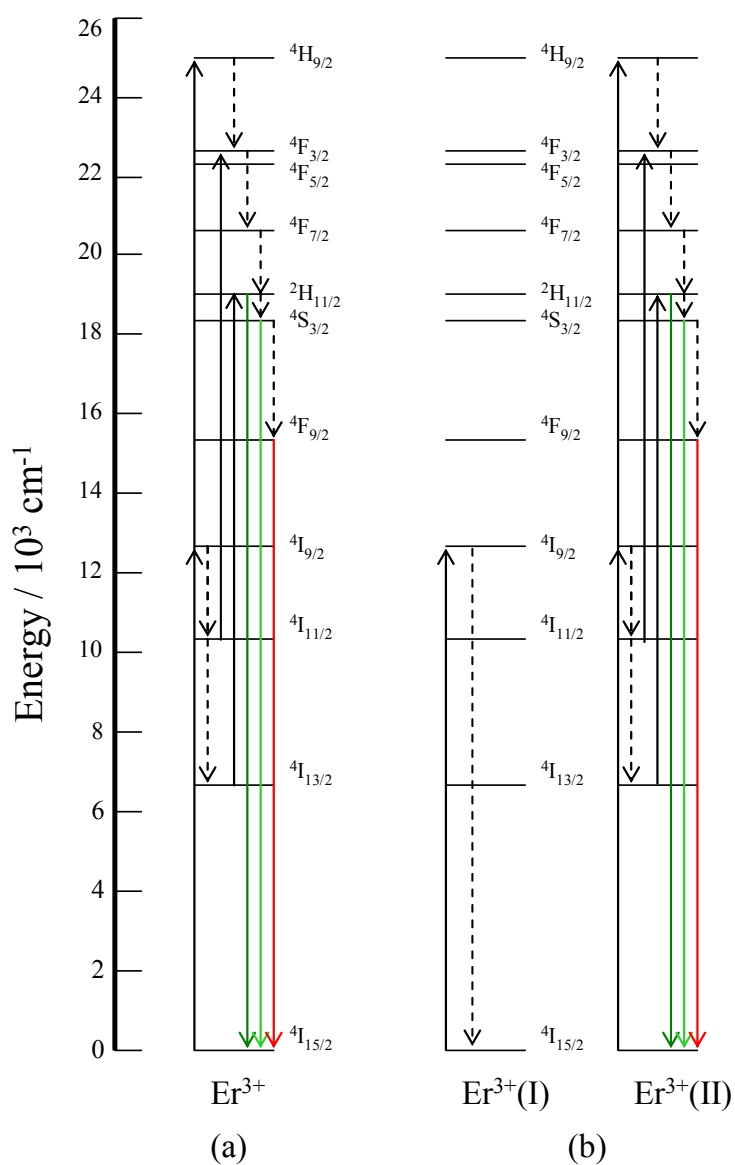 26
24
22
20
18
16
14
12
10
8
6
4
2
0
Energy / 10³ cm⁻¹
⁴H₉/₂
⁴F₃/₂
⁴F₅/₂
⁴F₇/₂
²H₁₁/₂
⁴S₃/₂
⁴F₉/₂
⁴I₉/₂
⁴I₁₁/₂
⁴I₁₃/₂
⁴I₁₅/₂
Er³⁺
(a)
⁴H₉/₂
⁴F₃/₂
⁴F₅/₂
⁴F₇/₂
²H₁₁/₂
⁴S₃/₂
⁴F₉/₂
⁴I₉/₂
⁴I₁₁/₂
⁴I₁₃/₂
⁴I₁₅/₂
Er³⁺(I) Er³⁺(II)
(b)